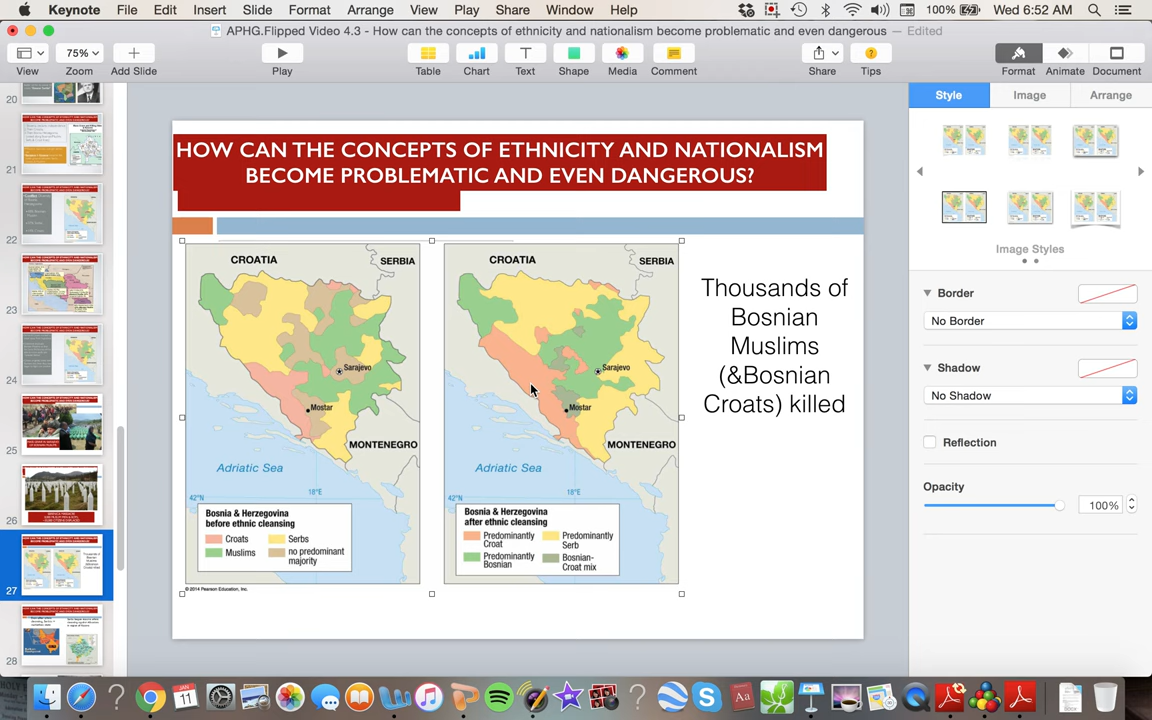 Keynote File Edit Insert Slide Format Arrange View Play Share Window Help 100% Wed 6:52 AM
APHG.Flipped Video 4.3 - How can the concepts of ethnicity and nationalism become problematic and even dangerous — Edited
75%
View Zoom Add Slide Play Table Chart Text Shape Media Comment Share Tips Format Animate Document
Style Image Arrange
20
21
22
23
24
25
26
27
28
HOW CAN THE CONCEPTS OF ETHNICITY AND NATIONALISM
BECOME PROBLEMATIC AND EVEN DANGEROUS?
CROATIA
SERBIA
Sarajevo
Mostar
MONTENEGRO
Adriatic Sea
42°N
18°E
Bosnia & Herzegovina
before ethnic cleansing
Croats
Serbs
Muslims
no predominant
majority
© 2014 Pearson Education, Inc.
CROATIA
SERBIA
Sarajevo
Mostar
MONTENEGRO
Adriatic Sea
42°N
18°E
Bosnia & Herzegovina
after ethnic cleansing
Predominantly
Croat
Predominantly
Serb
Predominantly
Bosnian
Bosnian-
Croat mix
Thousands of
Bosnian
Muslims
(&Bosnian
Croats) killed
Image Styles
Border
No Border
Shadow
No Shadow
Reflection
Opacity
100%